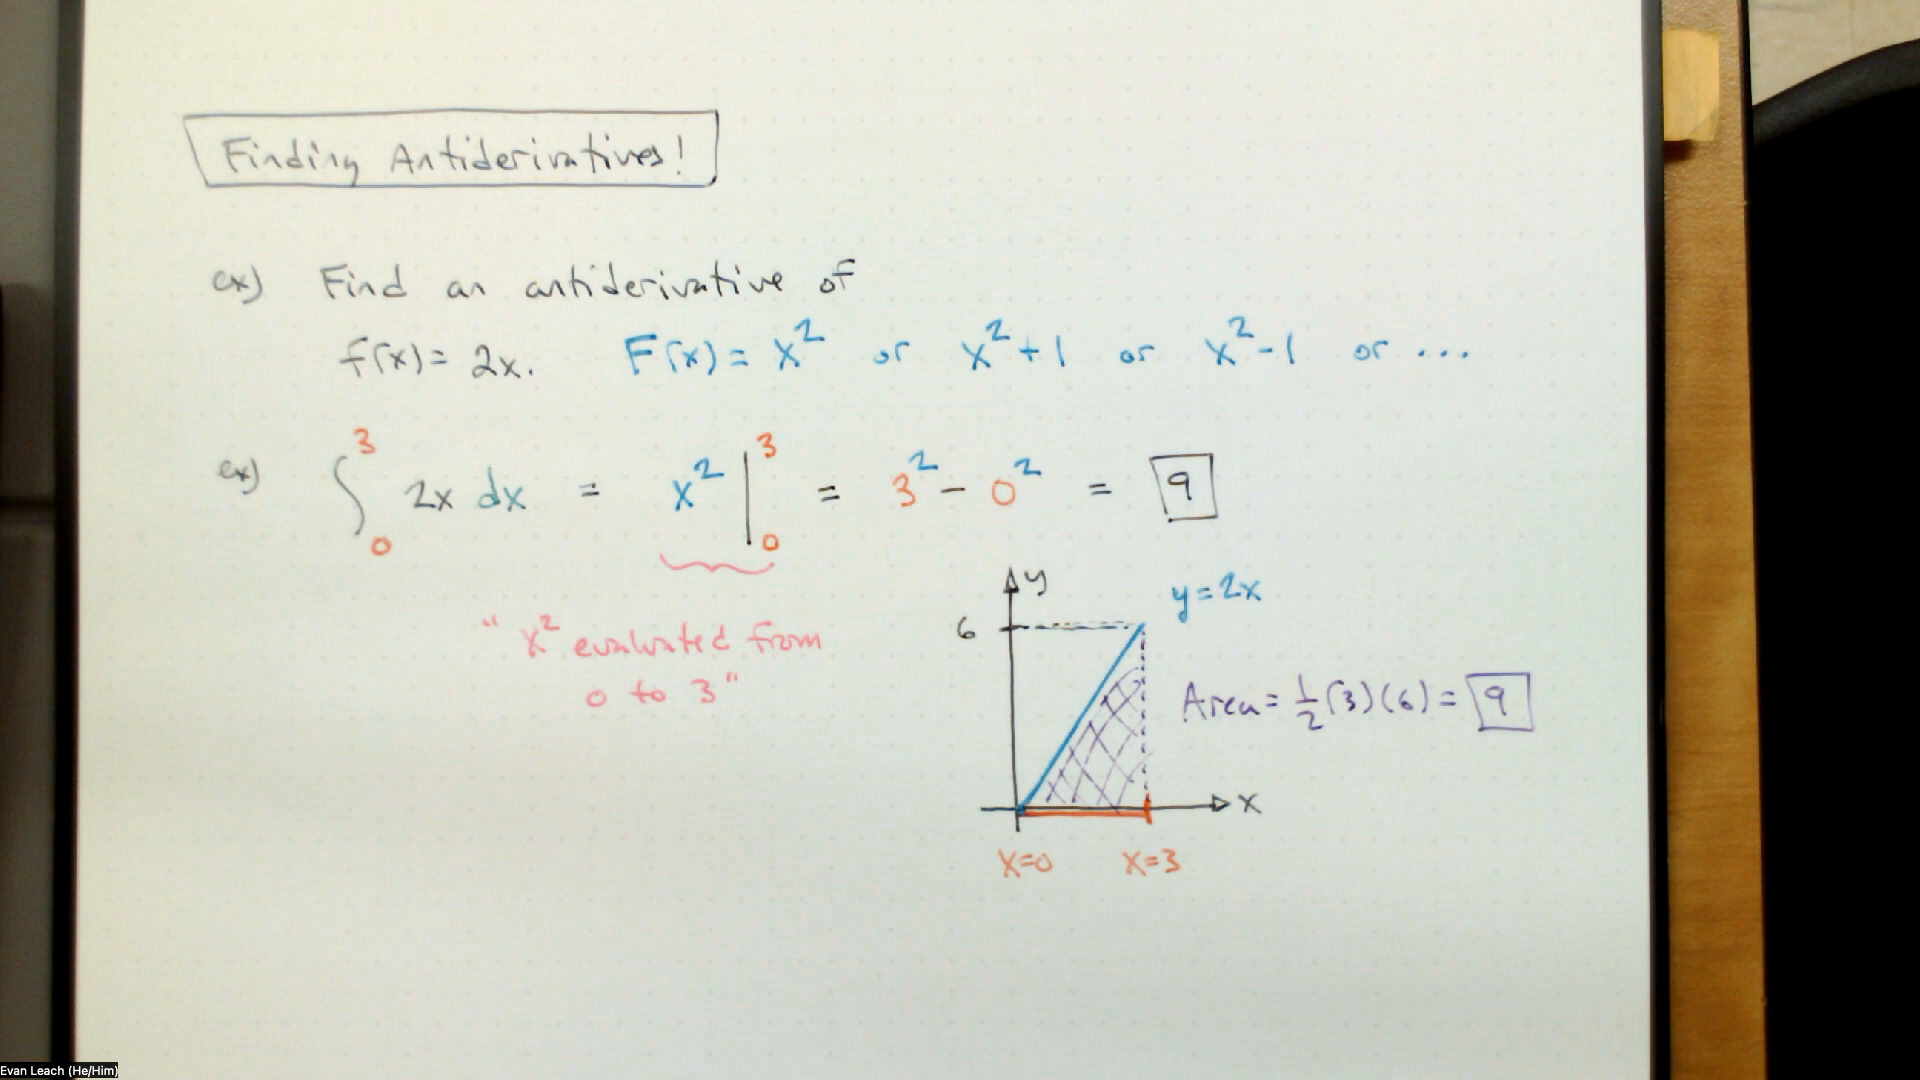 Finding Antiderivatives!
ex) Find an antiderivative of
f(x) = 2x. F(x) = x² or x²+1 or x²-1 or ...
ex) ∫₀³ 2x dx = x² |₀³ = 3² - 0² = 9
"x² evaluated from
0 to 3"
y
y=2x
6
Area = 1/2 (3)(6) = 9
x
x=0 x=3
Evan Leach (He/Him)